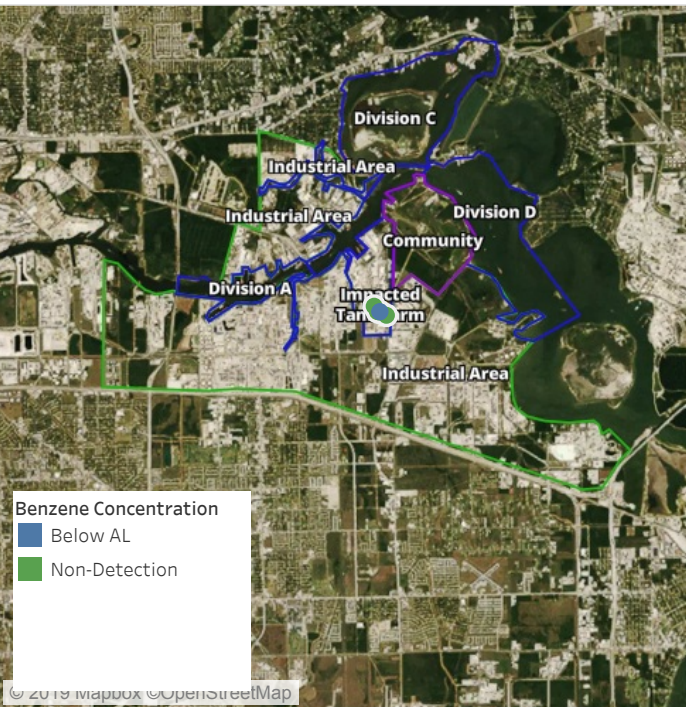 Division C
Industrial Area
Industrial Area
Division D
Community
Division A
Impacted
Tank Farm
Industrial Area
Benzene Concentration
Below AL
Non-Detection
© 2019 Mapbox ©OpenStreetMap